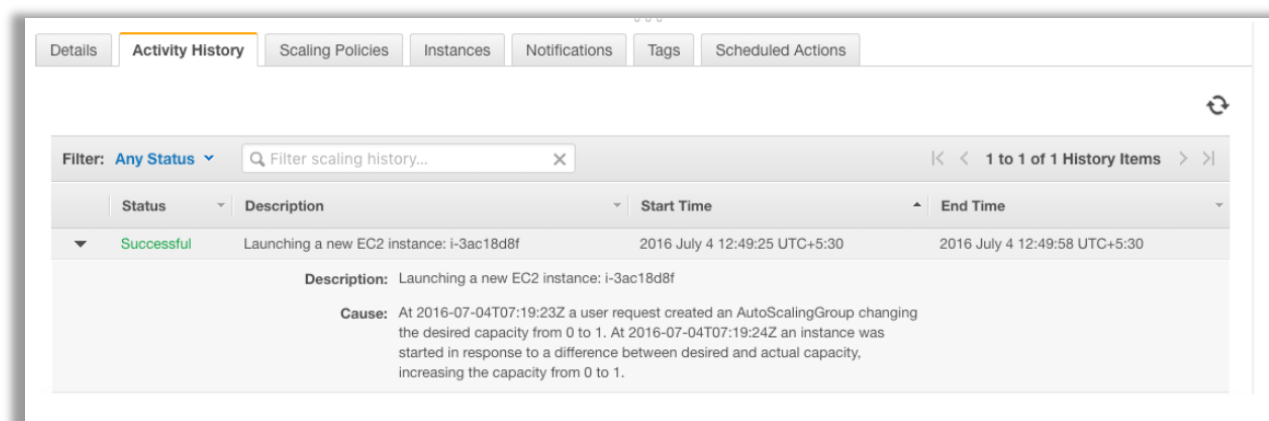 Details Activity History Scaling Policies Instances Notifications Tags Scheduled Actions
Filter: Any Status Filter scaling history... 1 to 1 of 1 History Items
Status Description Start Time End Time
Successful Launching a new EC2 instance: i-3ac18d8f 2016 July 4 12:49:25 UTC+5:30 2016 July 4 12:49:58 UTC+5:30
Description: Launching a new EC2 instance: i-3ac18d8f
Cause: At 2016-07-04T07:19:23Z a user request created an AutoScalingGroup changing
the desired capacity from 0 to 1. At 2016-07-04T07:19:24Z an instance was
started in response to a difference between desired and actual capacity,
increasing the capacity from 0 to 1.